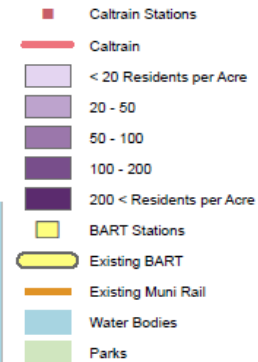 Caltrain Stations
Caltrain
< 20 Residents per Acre
20 - 50
50 - 100
100 - 200
200 < Residents per Acre
BART Stations
Existing BART
Existing Muni Rail
Water Bodies
Parks